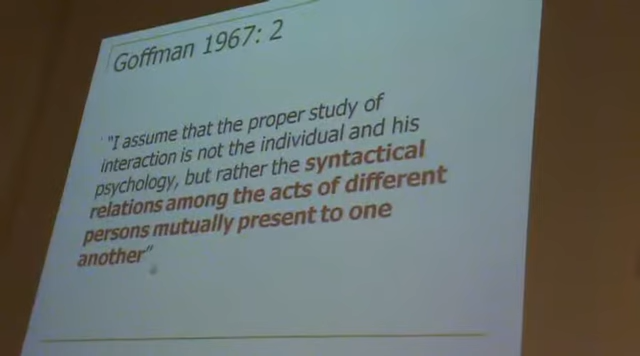 Goffman 1967: 2
"I assume that the proper study of
interaction is not the individual and his
psychology, but rather the syntactical
relations among the acts of different
persons mutually present to one
another"